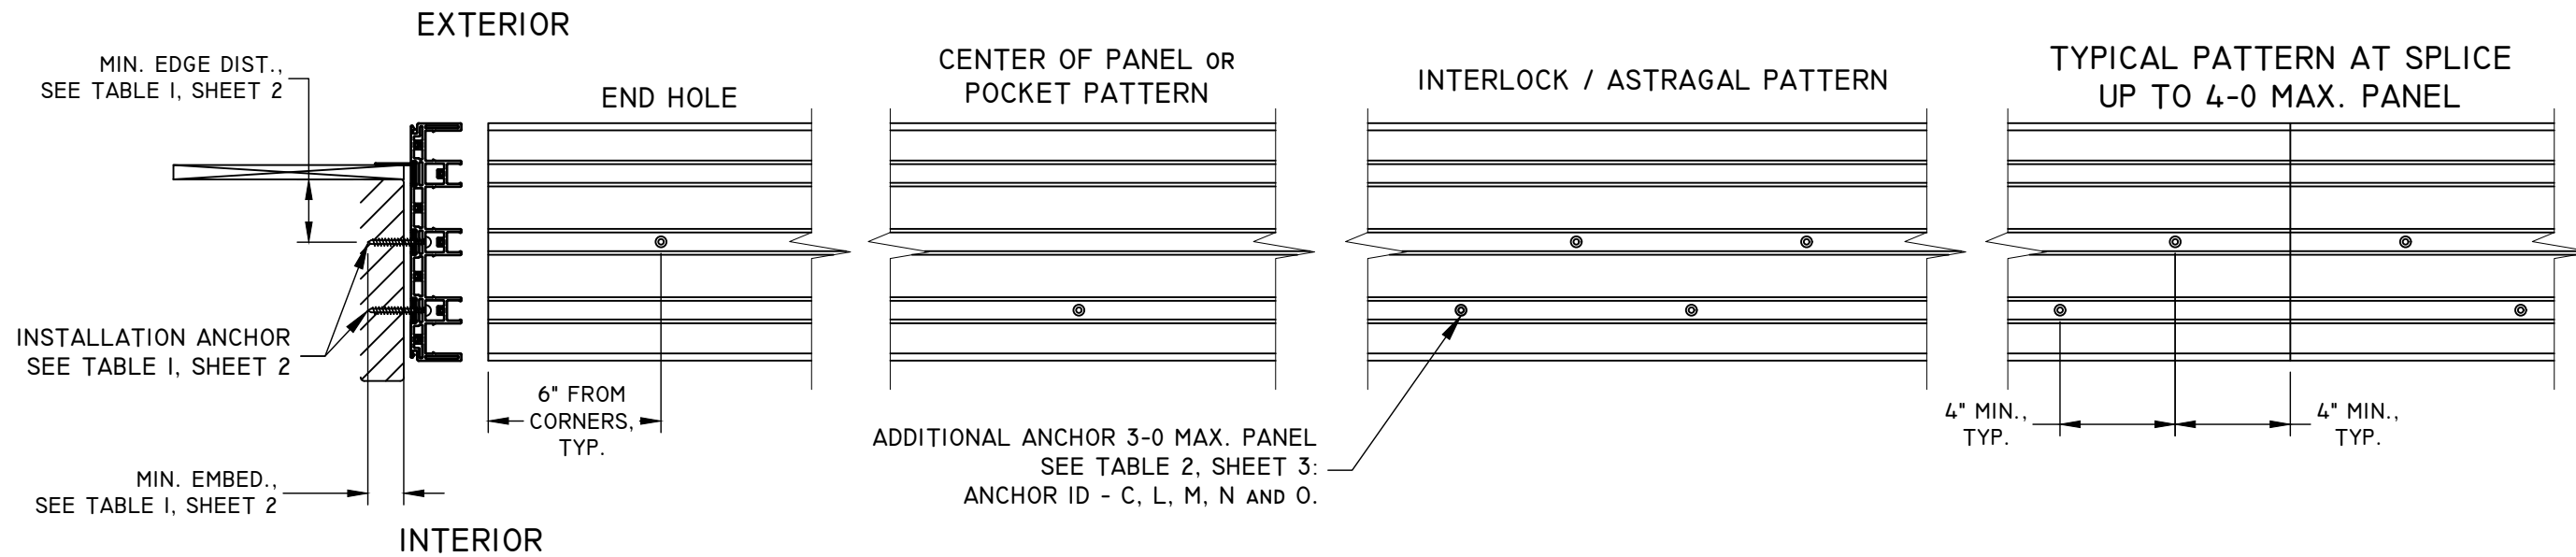 EXTERIOR
MIN. EDGE DIST.,
SEE TABLE 1, SHEET 2
END HOLE
CENTER OF PANEL OR
POCKET PATTERN
INTERLOCK / ASTRAGAL PATTERN
TYPICAL PATTERN AT SPLICE
UP TO 4-0 MAX. PANEL
INSTALLATION ANCHOR
SEE TABLE 1, SHEET 2
6" FROM
CORNERS,
TYP.
MIN. EMBED.,
SEE TABLE 1, SHEET 2
INTERIOR
ADDITIONAL ANCHOR 3-0 MAX. PANEL
SEE TABLE 2, SHEET 3:
ANCHOR ID - C, L, M, N AND O.
4" MIN.,
TYP.
4" MIN.,
TYP.